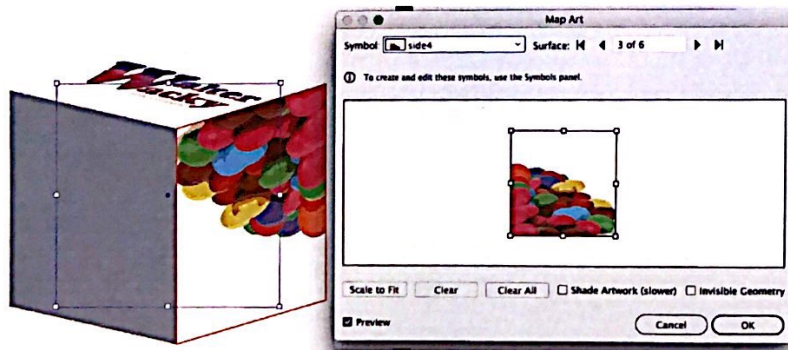 Map Art
Symbol: side4 Surface: 3 of 6
To create and edit these symbols, use the Symbols panel.
Waken
Wacky
Scale to Fit Clear Clear All Shade Artwork (slower) Invisible Geometry
Preview Cancel OK